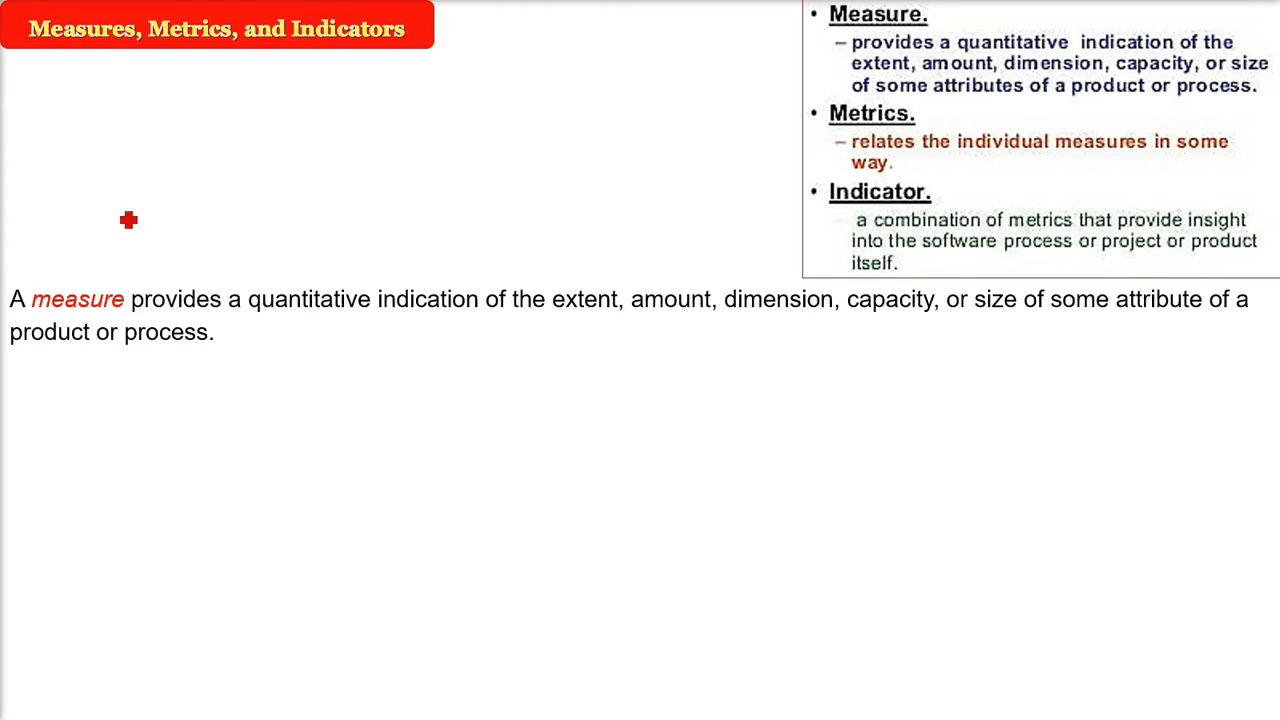 Measures, Metrics, and Indicators
• Measure.
– provides a quantitative indication of the
extent, amount, dimension, capacity, or size
of some attributes of a product or process.
• Metrics.
– relates the individual measures in some
way.
• Indicator.
– a combination of metrics that provide insight
into the software process or project or product
itself.
A measure provides a quantitative indication of the extent, amount, dimension, capacity, or size of some attribute of a
product or process.